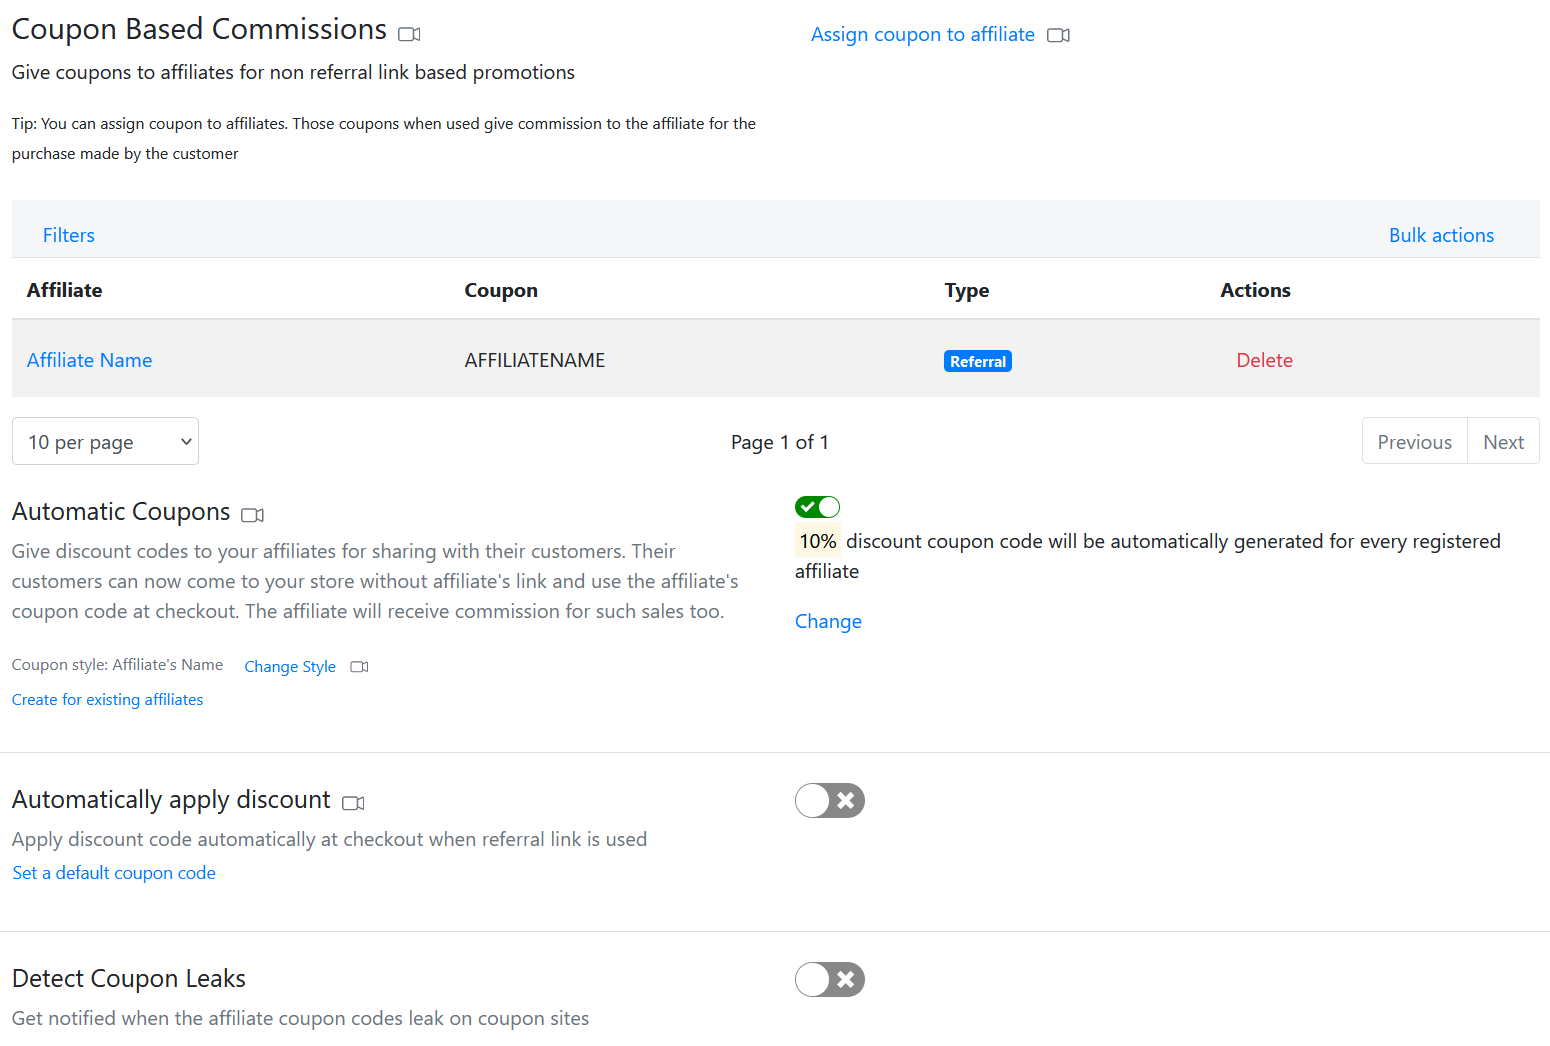 Coupon Based Commissions
Assign coupon to affiliate
Give coupons to affiliates for non referral link based promotions
Tip: You can assign coupon to affiliates. Those coupons when used give commission to the affiliate for the
purchase made by the customer
Filters
Bulk actions
Affiliate Coupon Type Actions
Affiliate Name AFFILIATENAME Referral Delete
10 per page
Page 1 of 1
Previous Next
Automatic Coupons
Give discount codes to your affiliates for sharing with their customers. Their
customers can now come to your store without affiliate's link and use the affiliate's
coupon code at checkout. The affiliate will receive commission for such sales too.
Coupon style: Affiliate's Name Change Style
Create for existing affiliates
10% discount coupon code will be automatically generated for every registered
affiliate
Change
Automatically apply discount
Apply discount code automatically at checkout when referral link is used
Set a default coupon code
Detect Coupon Leaks
Get notified when the affiliate coupon codes leak on coupon sites